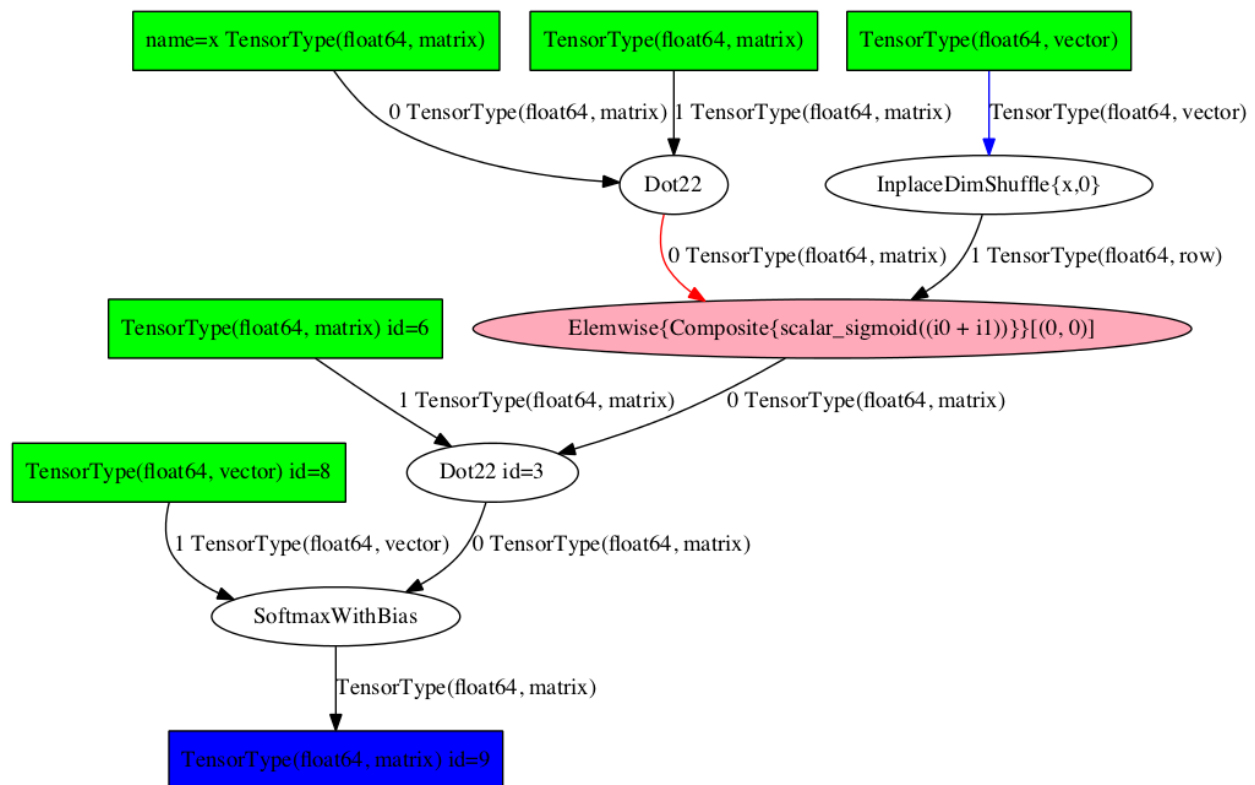 name=x TensorType(float64, matrix)
TensorType(float64, matrix)
TensorType(float64, vector)
0 TensorType(float64, matrix)
1 TensorType(float64, matrix)
TensorType(float64, vector)
Dot22
InplaceDimShuffle{x,0}
0 TensorType(float64, matrix)
1 TensorType(float64, row)
TensorType(float64, matrix) id=6
Elemwise{Composite{scalar_sigmoid((i0 + i1))}}[(0, 0)]
1 TensorType(float64, matrix)
0 TensorType(float64, matrix)
TensorType(float64, vector) id=8
Dot22 id=3
1 TensorType(float64, vector)
0 TensorType(float64, matrix)
SoftmaxWithBias
TensorType(float64, matrix)
TensorType(float64, matrix) id=9